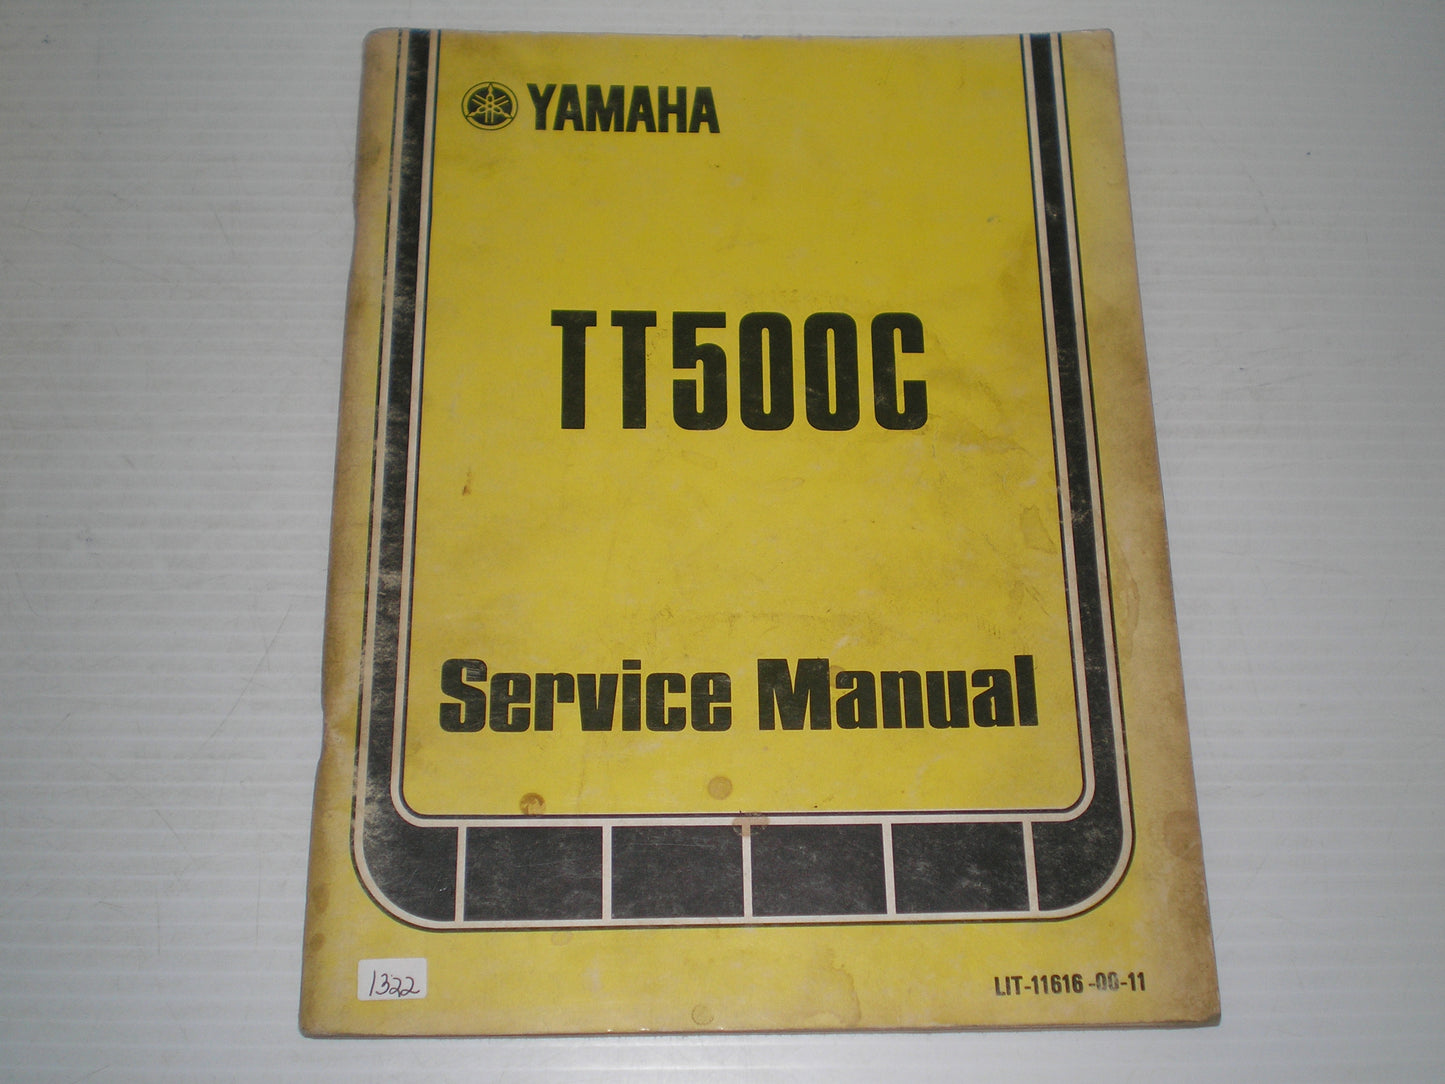 YAMAHA
TT500C
Service Manual
1322
LIT-11616-00-11